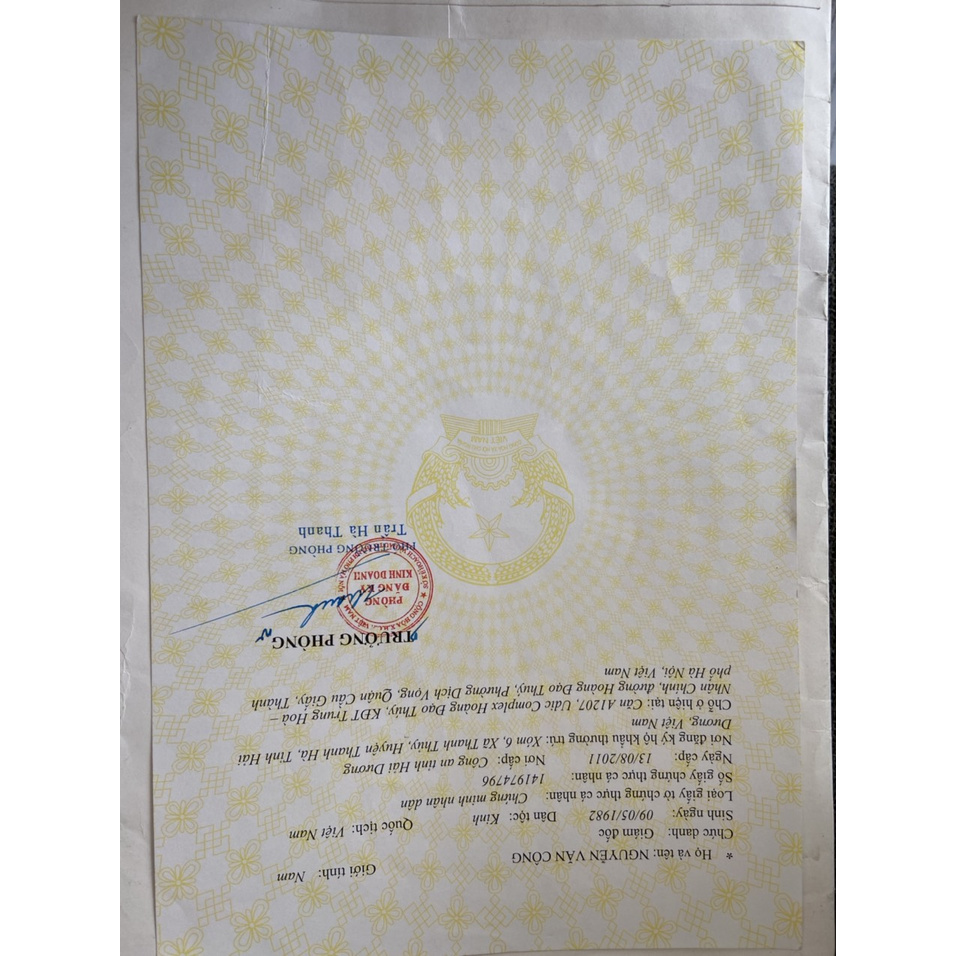 * Họ và tên: NGUYỄN VĂN CÔNG Giới tính: Nam
Chức danh: Giám đốc
Sinh ngày: 09/05/1982 Dân tộc: Kinh Quốc tịch: Việt Nam
Loại giấy tờ chứng thực cá nhân: Chứng minh nhân dân
Số giấy chứng thực cá nhân: 141974796
Ngày cấp: 13/08/2011 Nơi cấp: Công an tỉnh Hải Dương
Nơi đăng ký hộ khẩu thường trú: Xóm 6, Xã Thanh Thủy, Huyện Thanh Hà, Tỉnh Hải
Dương, Việt Nam
Chỗ ở hiện tại: Căn A1207, Udic Complex Hoàng Đạo Thúy, KĐT Trung Hoà –
Nhân Chính, đường Hoàng Đạo Thuý, Phường Dịch Vọng, Quận Cầu Giấy, Thành
phố Hà Nội, Việt Nam
TRƯỞNG PHÒNG
PHÒNG
ĐĂNG KÝ
KINH DOANH
PHÓ TRƯỞNG PHÒNG
Trần Hà Thanh
VIỆT NAM